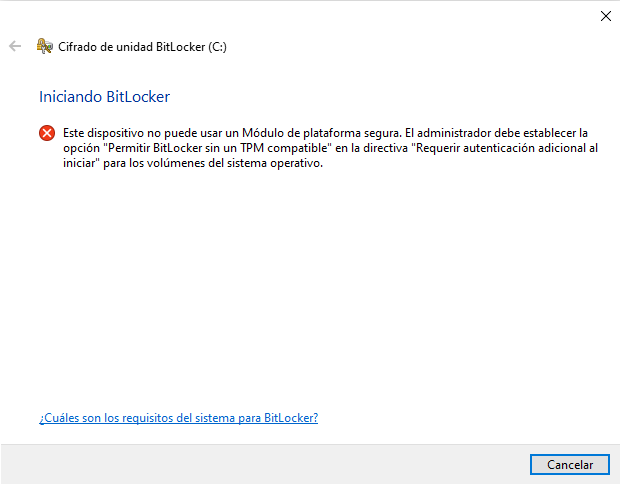 Cifrado de unidad BitLocker (C:)
Iniciando BitLocker
Este dispositivo no puede usar un Módulo de plataforma segura. El administrador debe establecer la
opción "Permitir BitLocker sin un TPM compatible" en la directiva "Requerir autenticación adicional al
iniciar" para los volúmenes del sistema operativo.
¿Cuáles son los requisitos del sistema para BitLocker?
Cancelar